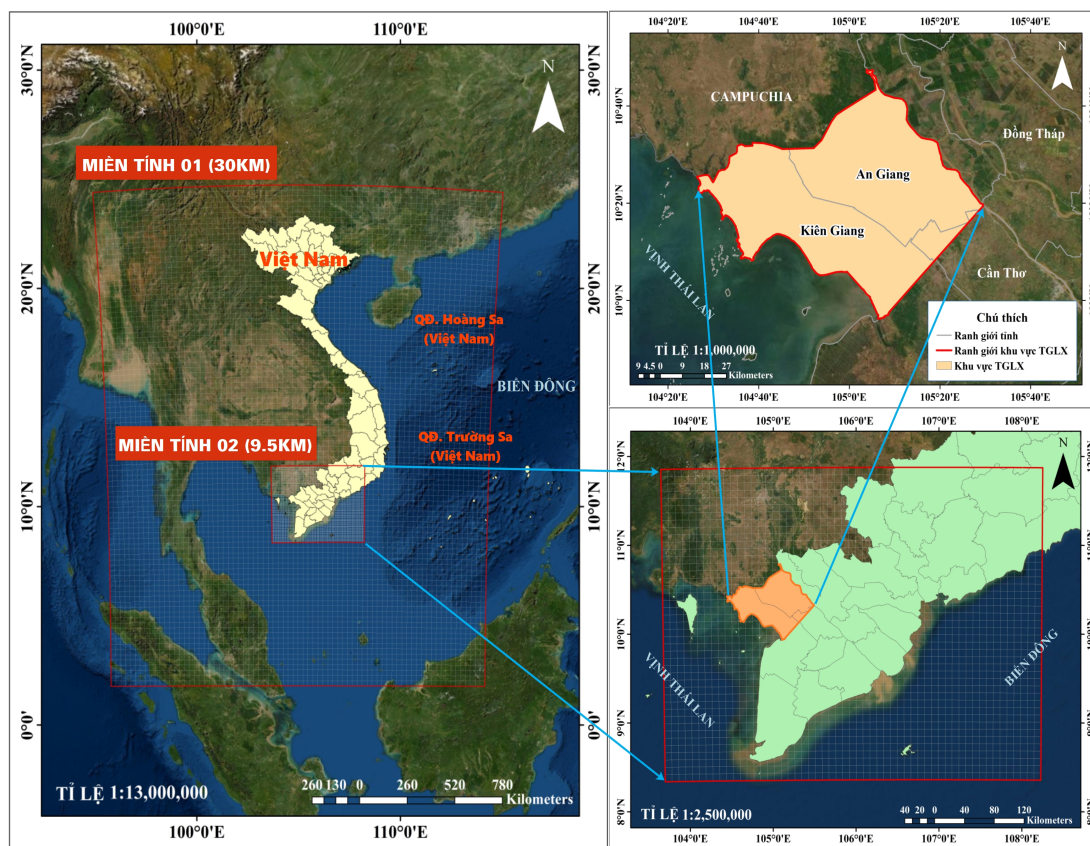 100°0'E
110°0'E
30°0'N
30°0'N
N
MIỀN TÍNH 01 (30KM)
Việt Nam
20°0'N
20°0'N
QĐ. Hoàng Sa
(Việt Nam)
BIỂN ĐÔNG
MIỀN TÍNH 02 (9.5KM)
QĐ. Trường Sa
(Việt Nam)
10°0'N
10°0'N
0°0'
0°0'
TỈ LỆ 1:13,000,000
260 130 0 260 520 780
Kilometers
100°0'E
110°0'E
104°20'E
104°40'E
105°0'E
105°20'E
105°40'E
N
CAMPUCHIA
10°40'N
Đồng Tháp
An Giang
10°20'N
Kiên Giang
VỊNH THÁI LAN
Cần Thơ
10°0'N
Chú thích
Ranh giới tỉnh
Ranh giới khu vực TGLX
Khu vực TGLX
TỈ LỆ 1:1,000,000
9 4.5 0 9 18 27
Kilometers
104°20'E
104°40'E
105°0'E
105°20'E
105°40'E
104°0'E
105°0'E
106°0'E
107°0'E
108°0'E
N
12°0'N
11°0'N
10°0'N
VỊNH THÁI LAN
BIỂN ĐÔNG
9°0'N
8°0'N
TỈ LỆ 1:2,500,000
40 20 0 40 80 120
Kilometers
104°0'E
105°0'E
106°0'E
107°0'E
108°0'E